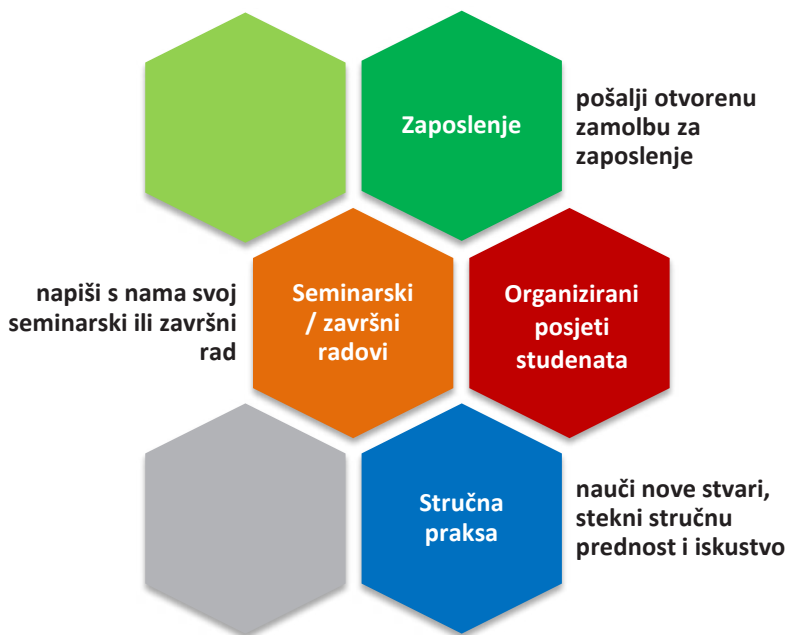 Zaposlenje
pošalji otvorenu
zamolbu za
zaposlenje
napiši s nama svoj
seminarski ili završni
rad
Seminarski
/ završni
radovi
Organizirani
posjeti
studenata
Stručna
praksa
nauči nove stvari,
stekni stručnu
prednost i iskustvo